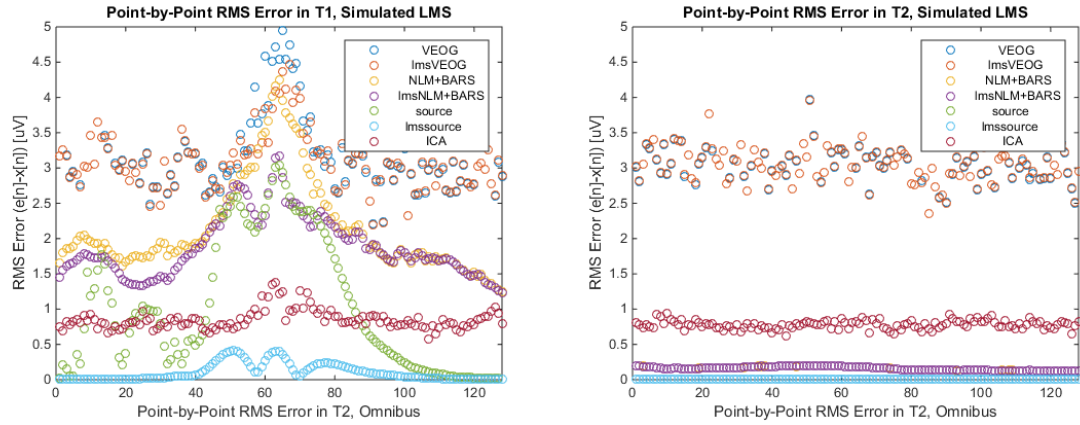 Point-by-Point RMS Error in T1, Simulated LMS
5
4.5
4
3.5
3
2.5
2
1.5
1
0.5
0
RMS Error (e[n]-x[n]) [uV]
VEOG
lmsVEOG
NLM+BARS
lmsNLM+BARS
source
lmssource
ICA
0 20 40 60 80 100 120
Point-by-Point RMS Error in T2, Omnibus
Point-by-Point RMS Error in T2, Simulated LMS
5
4.5
4
3.5
3
2.5
2
1.5
1
0.5
0
RMS Error (e[n]-x[n]) [uV]
VEOG
lmsVEOG
NLM+BARS
lmsNLM+BARS
source
lmssource
ICA
0 20 40 60 80 100 120
Point-by-Point RMS Error in T2, Omnibus